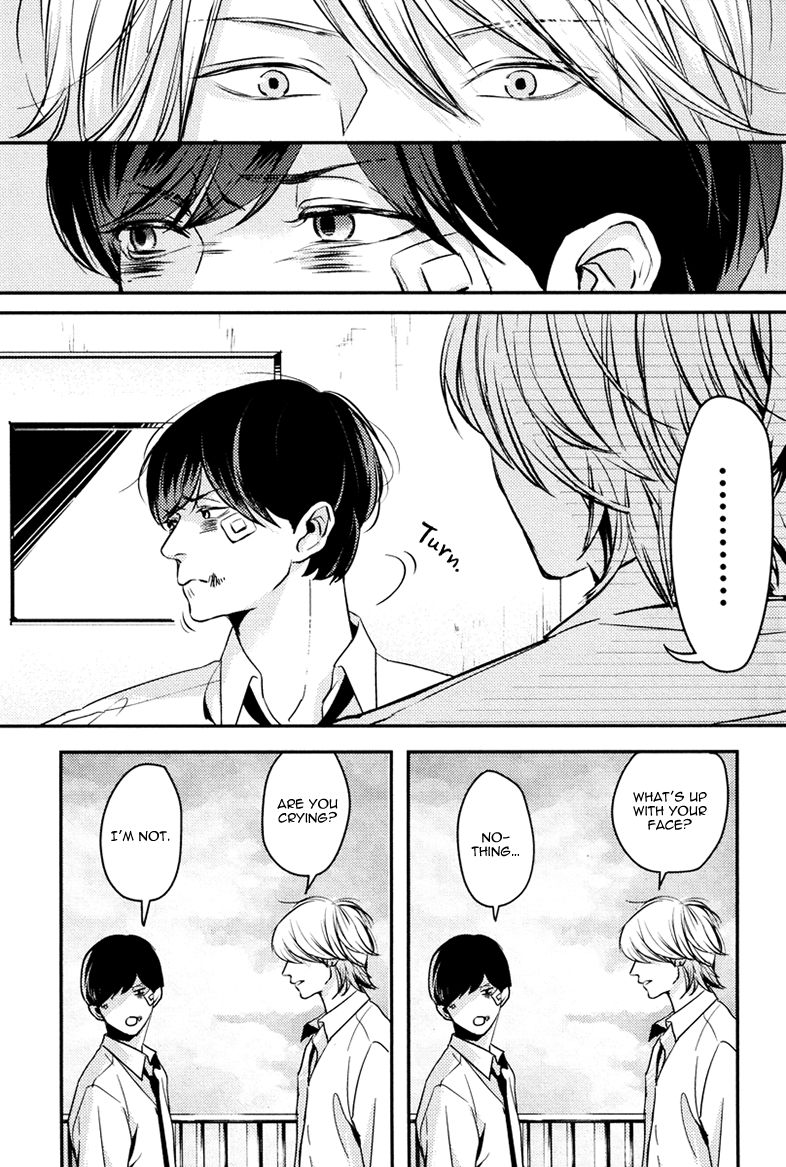 .........
Turn.
WHAT'S UP
WITH YOUR
FACE?
NO-
THING...
ARE YOU
CRYING?
I'M NOT.